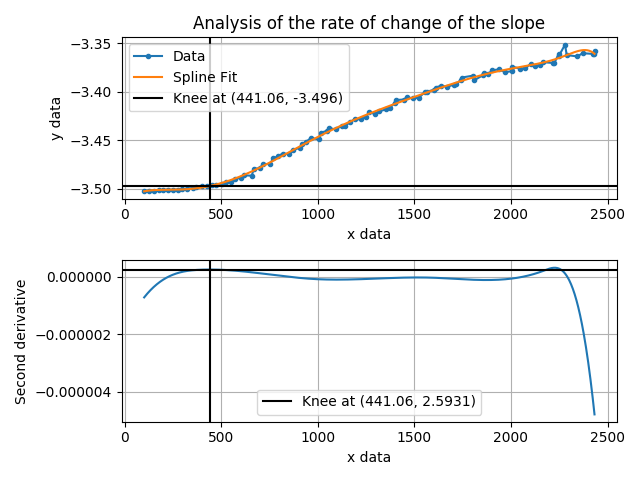 Analysis of the rate of change of the slope
−3.35
−3.40
−3.45
−3.50
y data
Data
Spline Fit
Knee at (441.06, -3.496)
0
500
1000
1500
2000
2500
x data
0.000000
−0.000002
−0.000004
Second derivative
Knee at (441.06, 2.5931)
0
500
1000
1500
2000
2500
x data